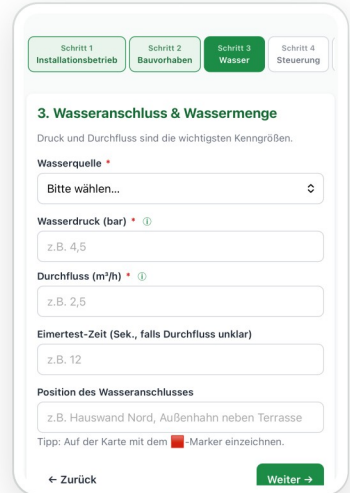 Schritt 1
Installationsbetrieb
Schritt 2
Bauvorhaben
Schritt 3
Wasser
Schritt 4
Steuerung
3. Wasseranschluss & Wassermenge
Druck und Durchfluss sind die wichtigsten Kenngrößen.
Wasserquelle *
Bitte wählen...
Wasserdruck (bar) * ⓘ
z.B. 4,5
Durchfluss (m³/h) * ⓘ
z.B. 2,5
Eimertest-Zeit (Sek., falls Durchfluss unklar)
z.B. 12
Position des Wasseranschlusses
z.B. Hauswand Nord, Außenhahn neben Terrasse
Tipp: Auf der Karte mit dem 🟥-Marker einzeichnen.
← Zurück
Weiter →